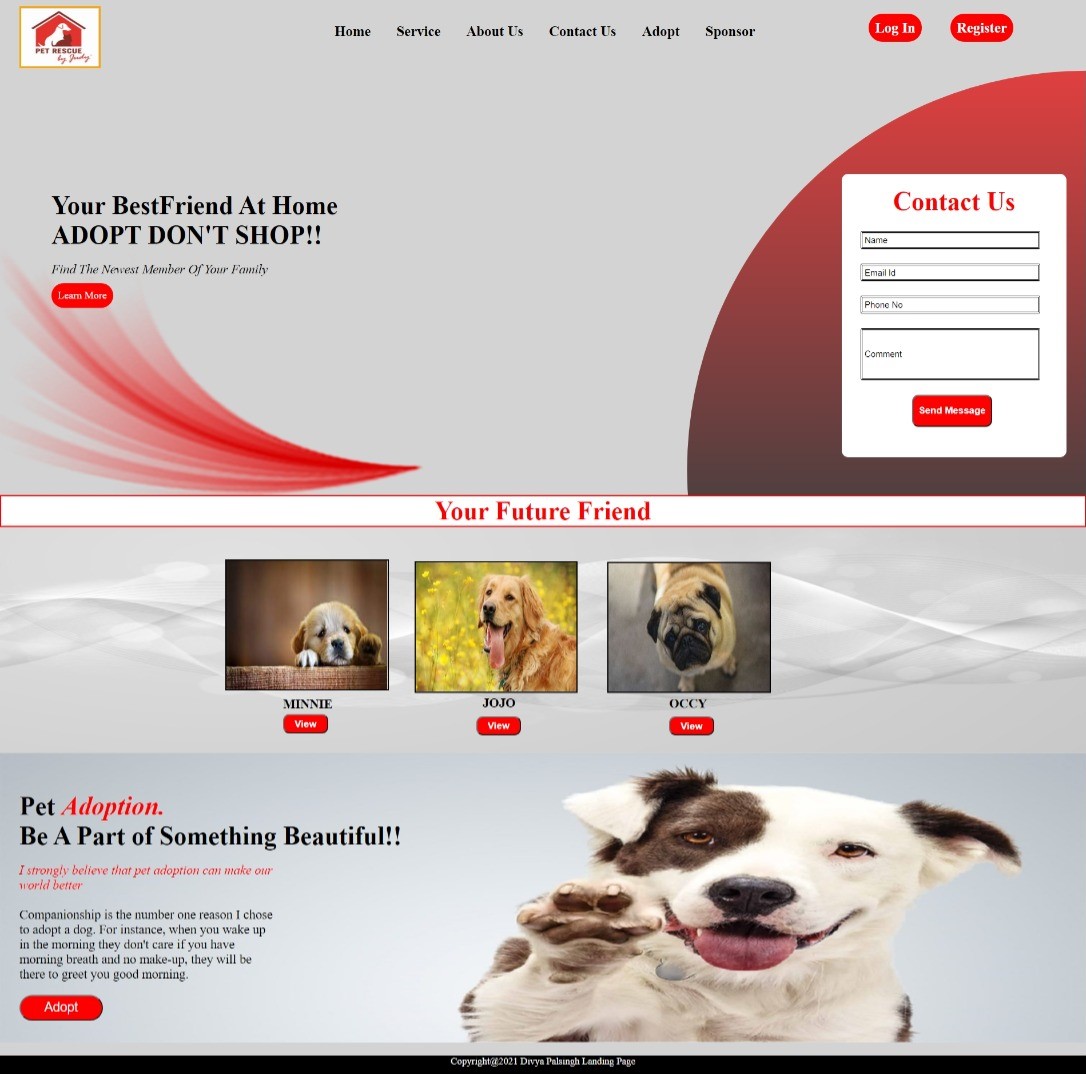 PET RESCUE
by Judy
Home Service About Us Contact Us Adopt Sponsor
Log In Register
Your BestFriend At Home
ADOPT DON'T SHOP!!
Find The Newest Member Of Your Family
Learn More
Contact Us
Name
Email Id
Phone No
Comment
Send Message
Your Future Friend
MINNIE JOJO OCCY
View View View
Pet Adoption.
Be A Part of Something Beautiful!!
I strongly believe that pet adoption can make our
world better
Companionship is the number one reason I chose
to adopt a dog. For instance, when you wake up
in the morning they don't care if you have
morning breath and no make-up, they will be
there to greet you good morning.
Adopt
Copyright@2021 Divya Palsingh Landing Page